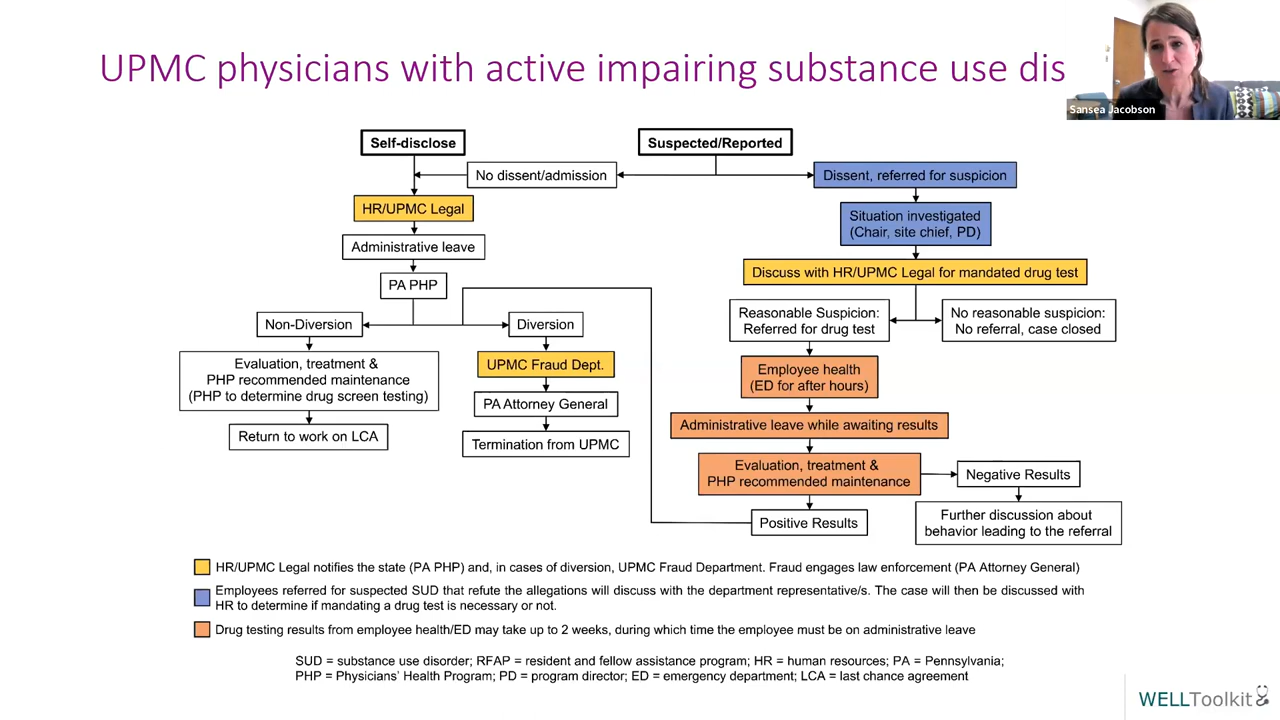 UPMC physicians with active impairing substance use dis
Sansea Jacobson
Self-disclose
Suspected/Reported
No dissent/admission
Dissent, referred for suspicion
HR/UPMC Legal
Situation investigated
(Chair, site chief, PD)
Administrative leave
Discuss with HR/UPMC Legal for mandated drug test
PA PHP
Non-Diversion
Diversion
Reasonable Suspicion:
Referred for drug test
No reasonable suspicion:
No referral, case closed
Evaluation, treatment &
PHP recommended maintenance
(PHP to determine drug screen testing)
UPMC Fraud Dept.
Employee health
(ED for after hours)
PA Attorney General
Administrative leave while awaiting results
Return to work on LCA
Termination from UPMC
Evaluation, treatment &
PHP recommended maintenance
Negative Results
Positive Results
Further discussion about
behavior leading to the referral
HR/UPMC Legal notifies the state (PA PHP) and, in cases of diversion, UPMC Fraud Department. Fraud engages law enforcement (PA Attorney General)
Employees referred for suspected SUD that refute the allegations will discuss with the department representative/s. The case will then be discussed with
HR to determine if mandating a drug test is necessary or not.
Drug testing results from employee health/ED may take up to 2 weeks, during which time the employee must be on administrative leave
SUD = substance use disorder; RFAP = resident and fellow assistance program; HR = human resources; PA = Pennsylvania;
PHP = Physicians' Health Program; PD = program director; ED = emergency department; LCA = last chance agreement
WELLToolkit